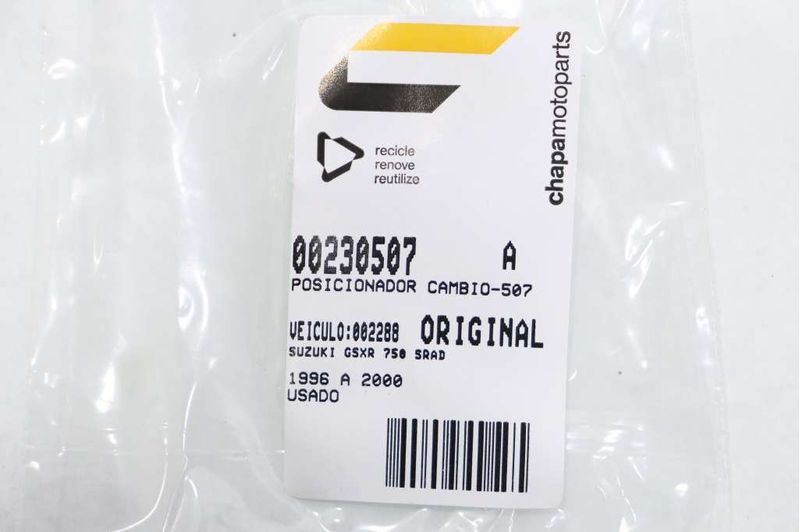 chapamotoparts
recicle
renove
reutilize
00230507 A
POSICIONADOR CAMBIO-507
VEICULO:002288 ORIGINAL
SUZUKI GSXR 750 SRAD
1996 A 2000
USADO